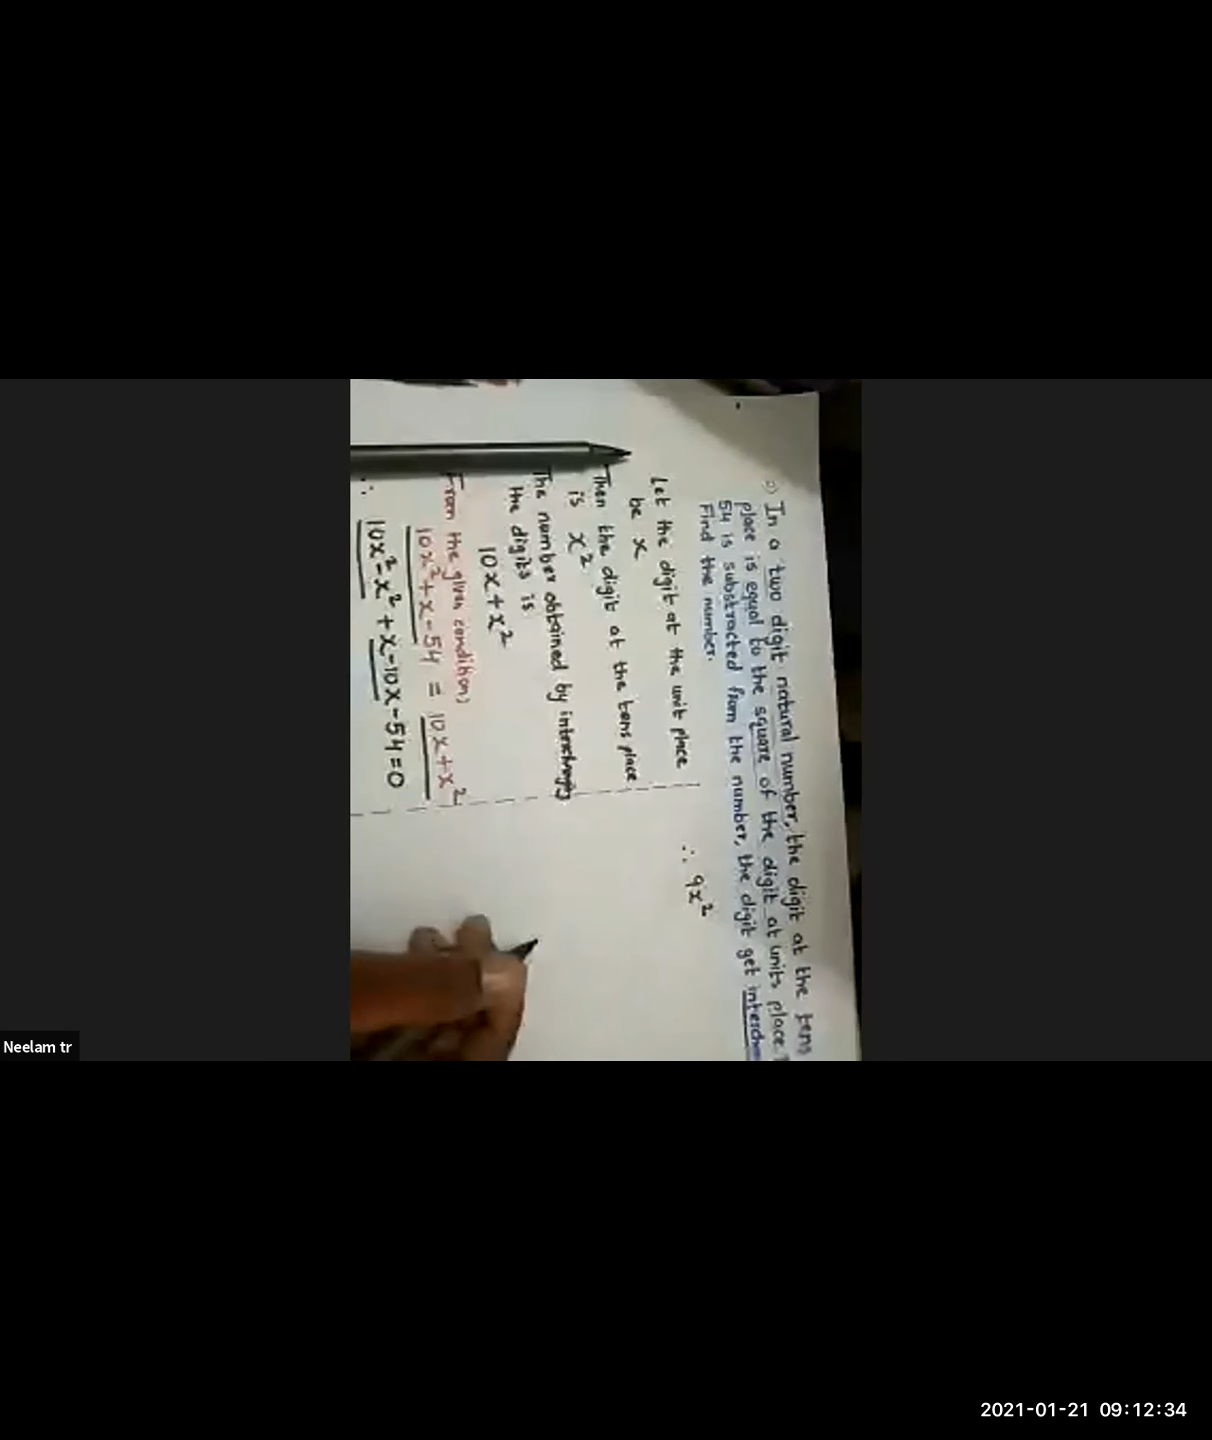 2) In a two digit natural number, the digit at the tens
place is equal to the square of the digit at units place.
54 is substracted from the number, the digit get
Find the number.
Let the digit at the unit place
be x
Then the digit at the tens place
is x²
The number obtained by
the digits is
10x+x²
From the given condition,
10x²+x-54 = 10x+x²
∴ 10x²-x²+x-10x-54=0
∴ 9x²
Neelam tr
2021-01-21 09:12:34